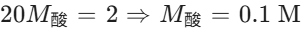 20M酸 = 2 ⇒ M酸 = 0.1 M